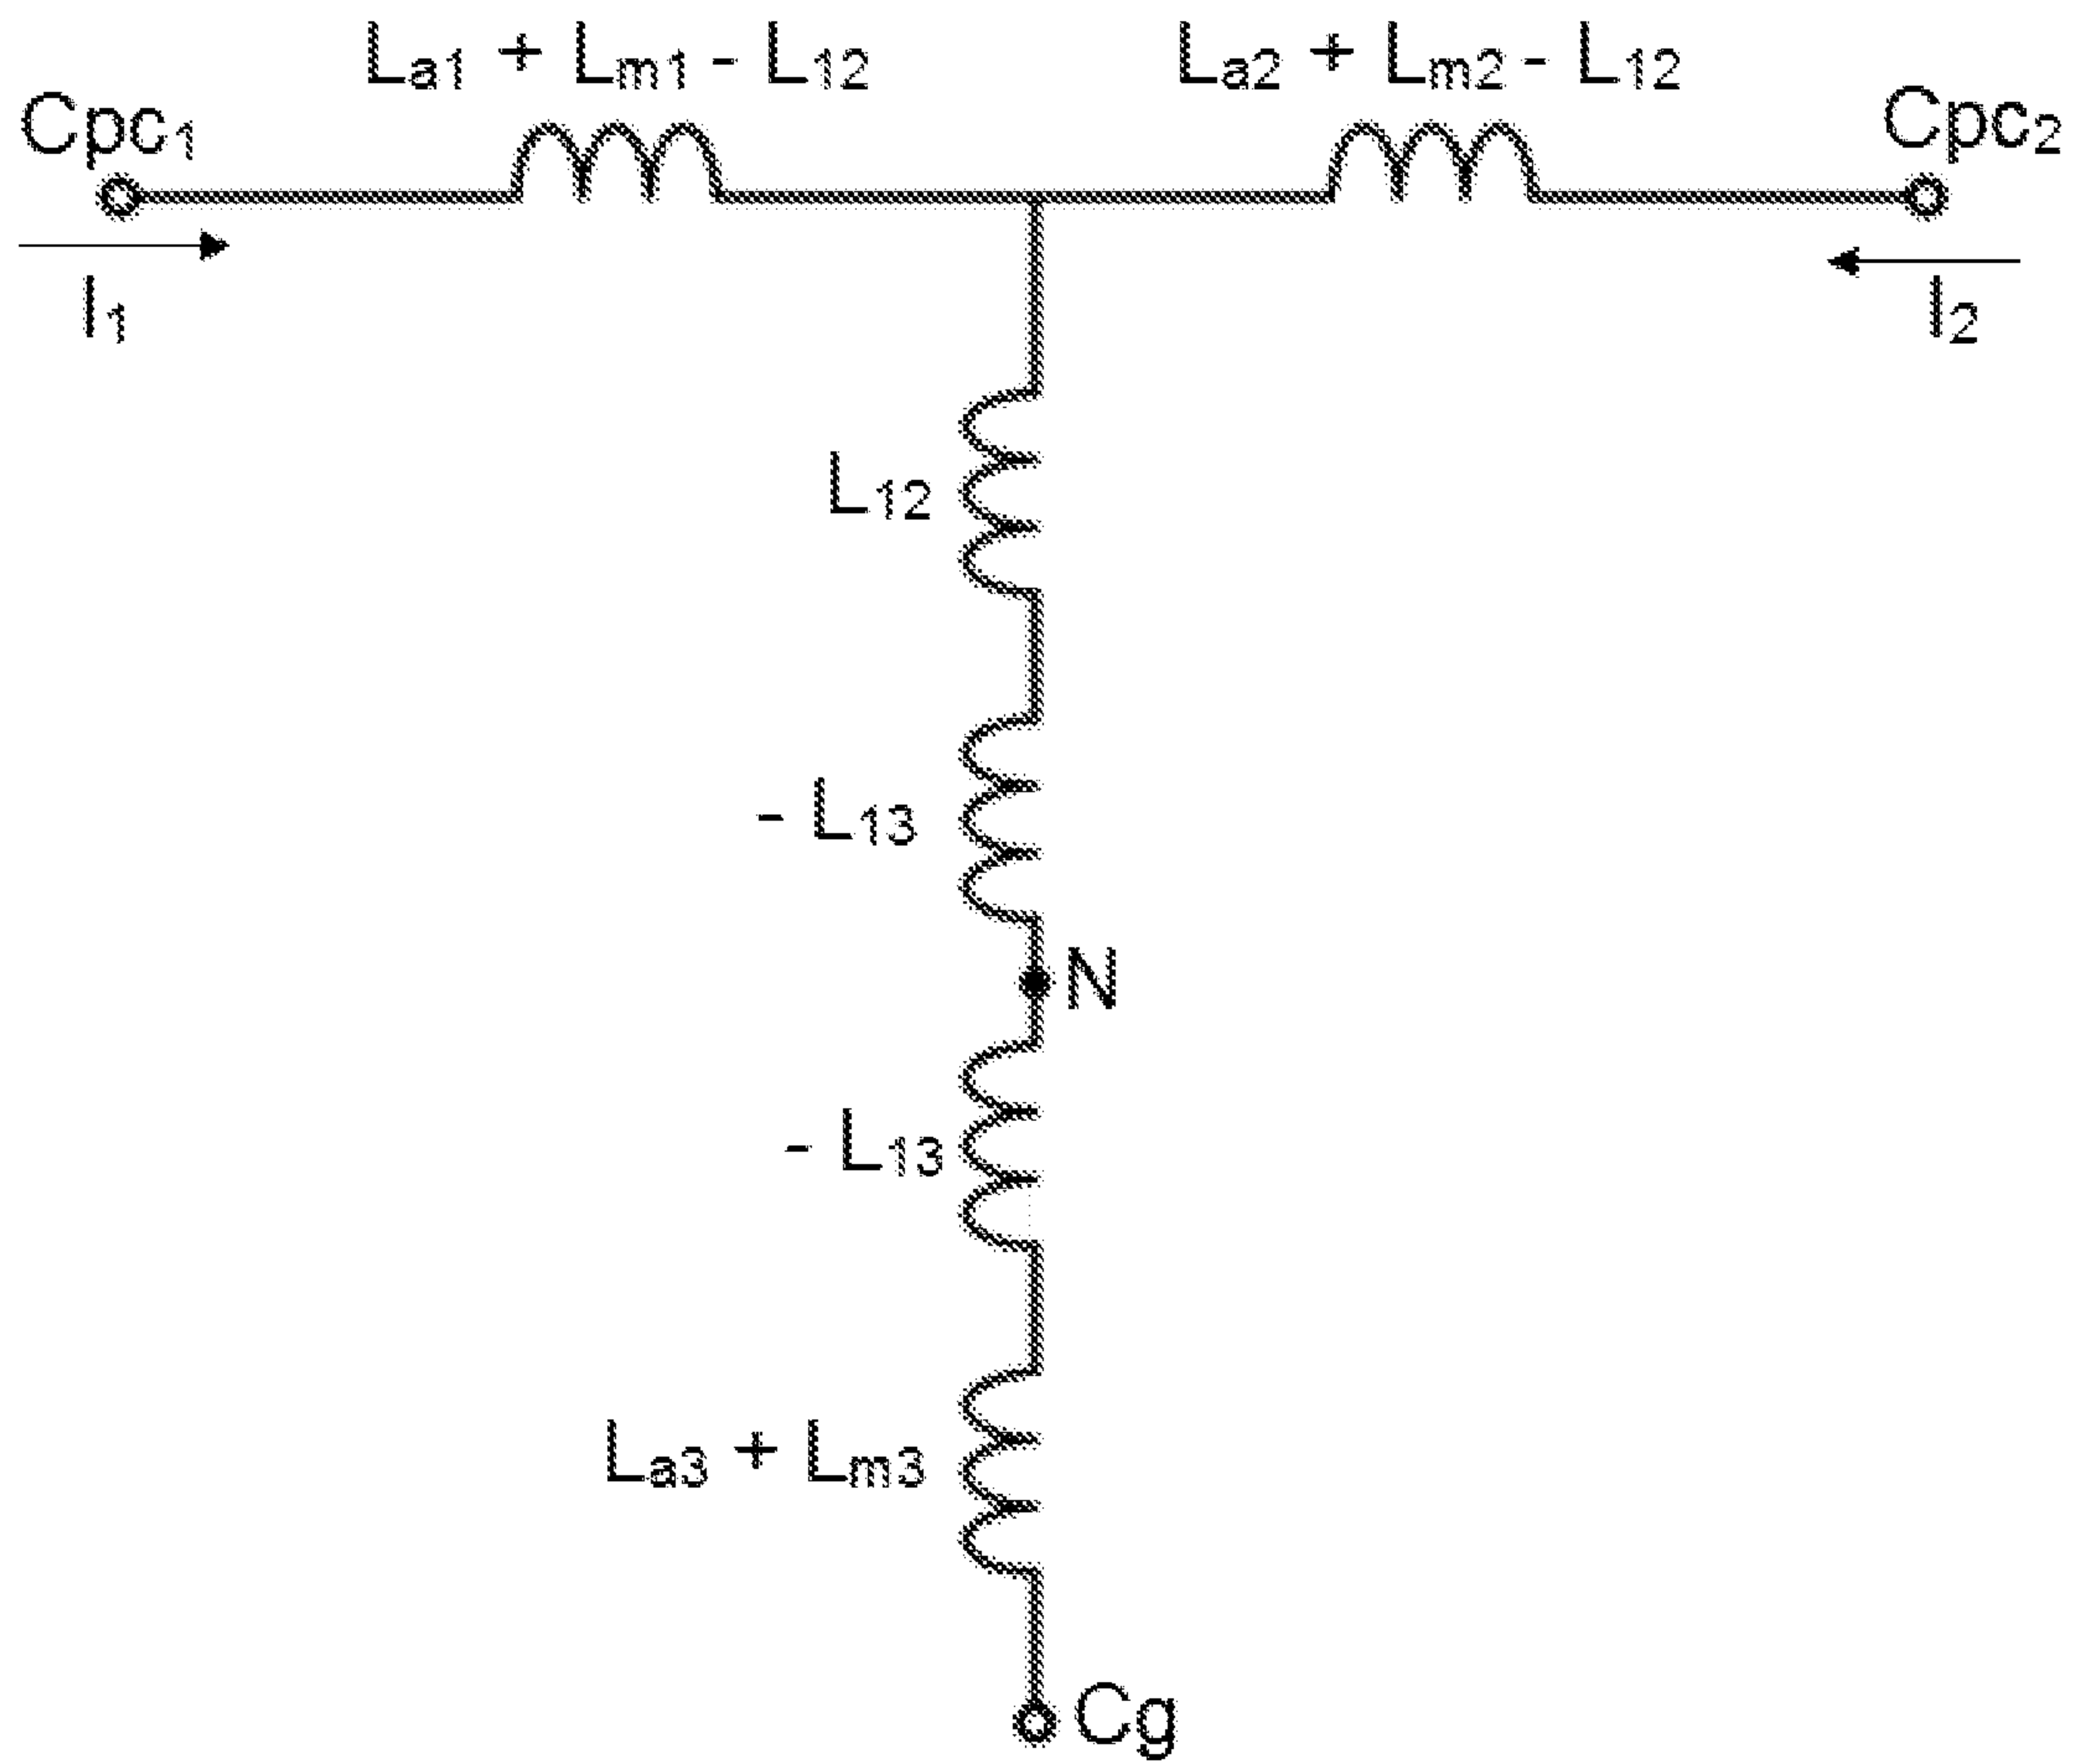 La1 + Lm1 - L12
La2 + Lm2 - L12
Cpc1
Cpc2
I1
I2
L12
- L13
N
- L13
La3 + Lm3
Cg